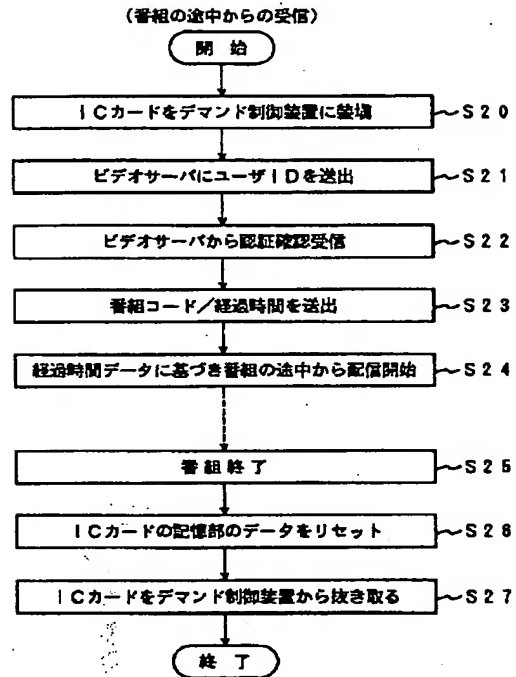 (番組の途中からの受信)
開 始
ICカードをデマンド制御装置に装填 S20
ビデオサーバにユーザIDを送出 S21
ビデオサーバから認証確認受信 S22
番組コード/経過時間を送出 S23
経過時間データに基づき番組の途中から配信開始 S24
番組終了 S25
ICカードの記憶部のデータをリセット S26
ICカードをデマンド制御装置から抜き取る S27
終 了